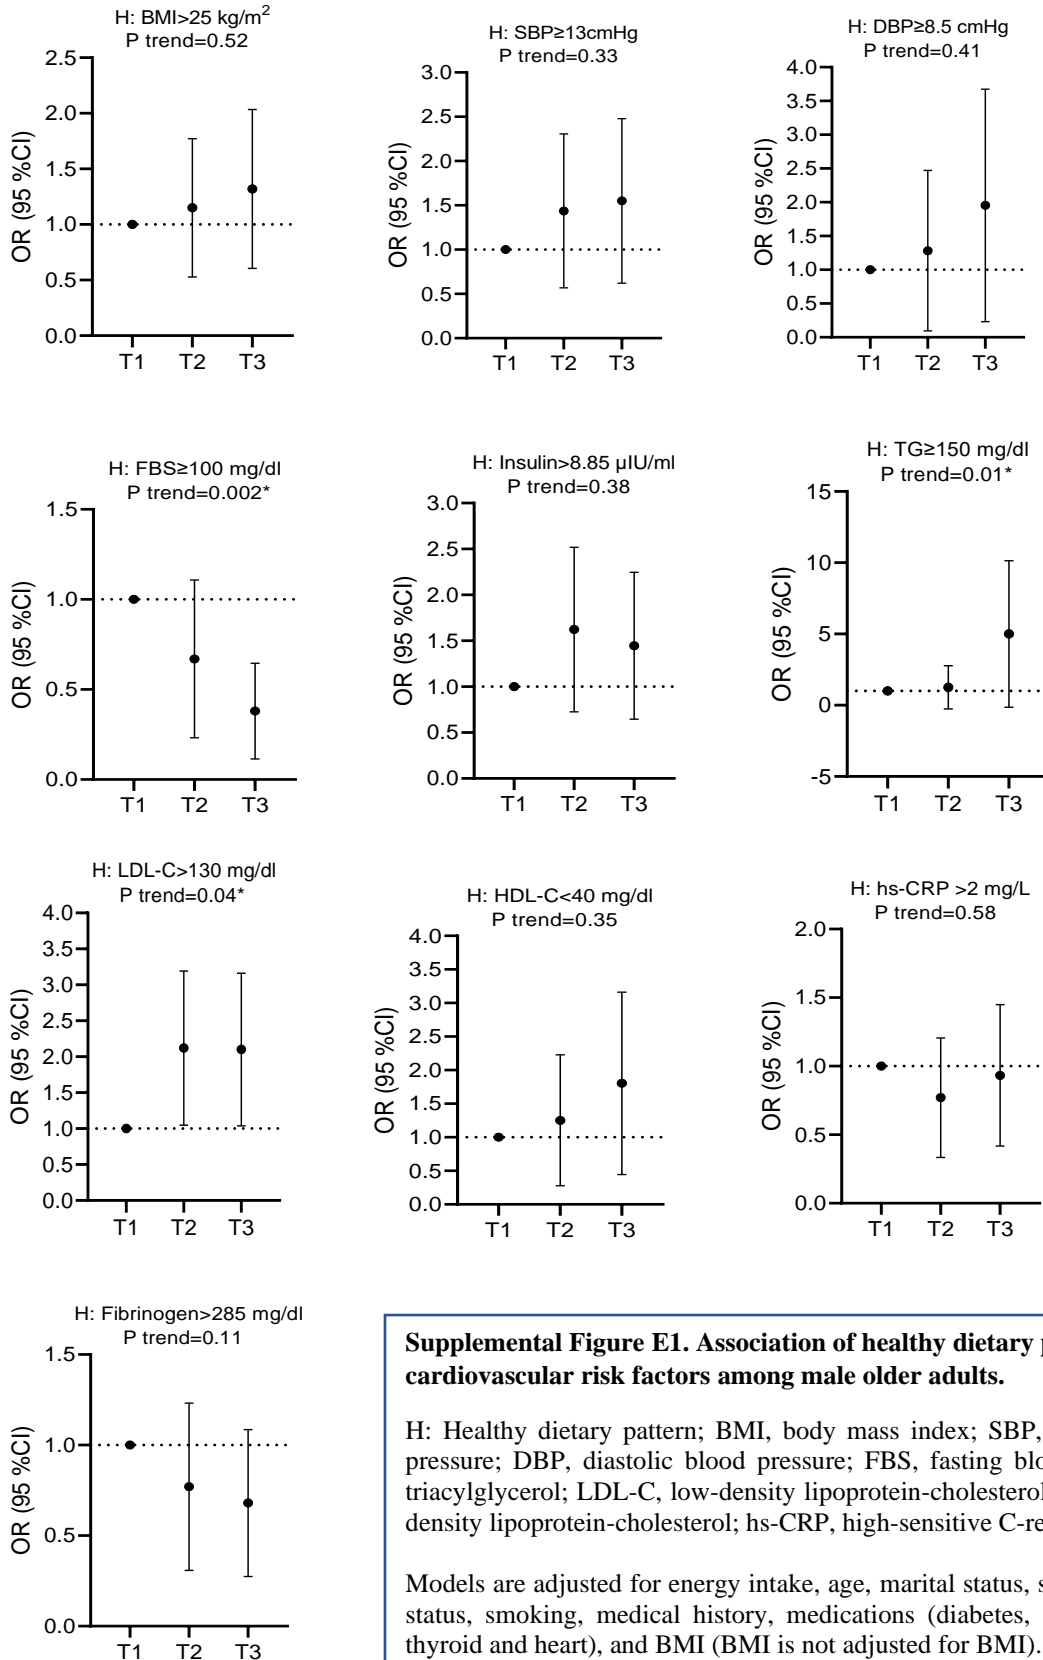 H: BMI>25 kg/m²
P trend=0.52
OR (95 %CI)
2.5
2.0
1.5
1.0
0.5
0.0
T1 T2 T3
H: SBP≥13cmHg
P trend=0.33
OR (95 %CI)
3.0
2.5
2.0
1.5
1.0
0.5
0.0
T1 T2 T3
H: DBP≥8.5 cmHg
P trend=0.41
OR (95 %CI)
4.0
3.5
3.0
2.5
2.0
1.5
1.0
0.5
0.0
T1 T2 T3
H: FBS≥100 mg/dl
P trend=0.002*
OR (95 %CI)
1.5
1.0
0.5
0.0
T1 T2 T3
H: Insulin>8.85 µIU/ml
P trend=0.38
OR (95 %CI)
3.0
2.5
2.0
1.5
1.0
0.5
0.0
T1 T2 T3
H: TG≥150 mg/dl
P trend=0.01*
OR (95 %CI)
15
10
5
0
-5
T1 T2 T3
H: LDL-C>130 mg/dl
P trend=0.04*
OR (95 %CI)
4.0
3.5
3.0
2.5
2.0
1.5
1.0
0.5
0.0
T1 T2 T3
H: HDL-C<40 mg/dl
P trend=0.35
OR (95 %CI)
4.0
3.5
3.0
2.5
2.0
1.5
1.0
0.5
0.0
T1 T2 T3
H: hs-CRP >2 mg/L
P trend=0.58
OR (95 %CI)
2.0
1.5
1.0
0.5
0.0
T1 T2 T3
H: Fibrinogen>285 mg/dl
P trend=0.11
OR (95 %CI)
1.5
1.0
0.5
0.0
T1 T2 T3
Supplemental Figure E1. Association of healthy dietary
cardiovascular risk factors among male older adults.
H: Healthy dietary pattern; BMI, body mass index; SBP,
pressure; DBP, diastolic blood pressure; FBS, fasting
triacylglycerol; LDL-C, low-density lipoprotein-cholesterol
density lipoprotein-cholesterol; hs-CRP, high-sensitive
Models are adjusted for energy intake, age, marital status,
status, smoking, medical history, medications (diabetes,
thyroid and heart), and BMI (BMI is not adjusted for BMI).